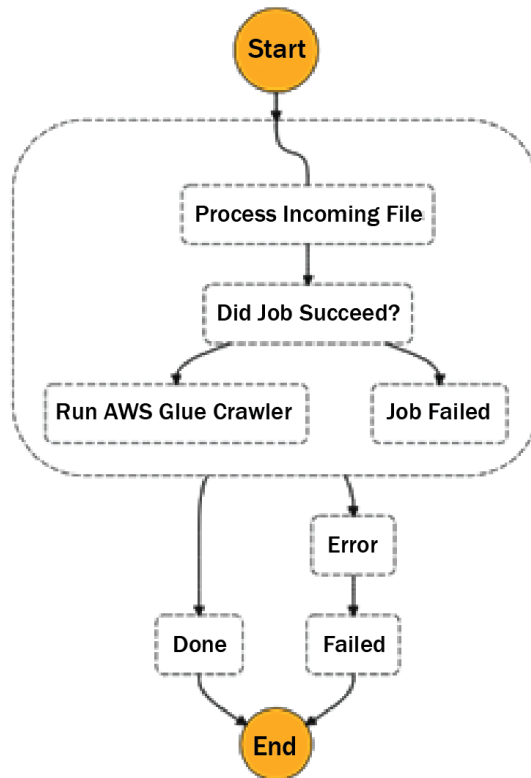 Start
Process Incoming File
Did Job Succeed?
Run AWS Glue Crawler
Job Failed
Error
Done
Failed
End